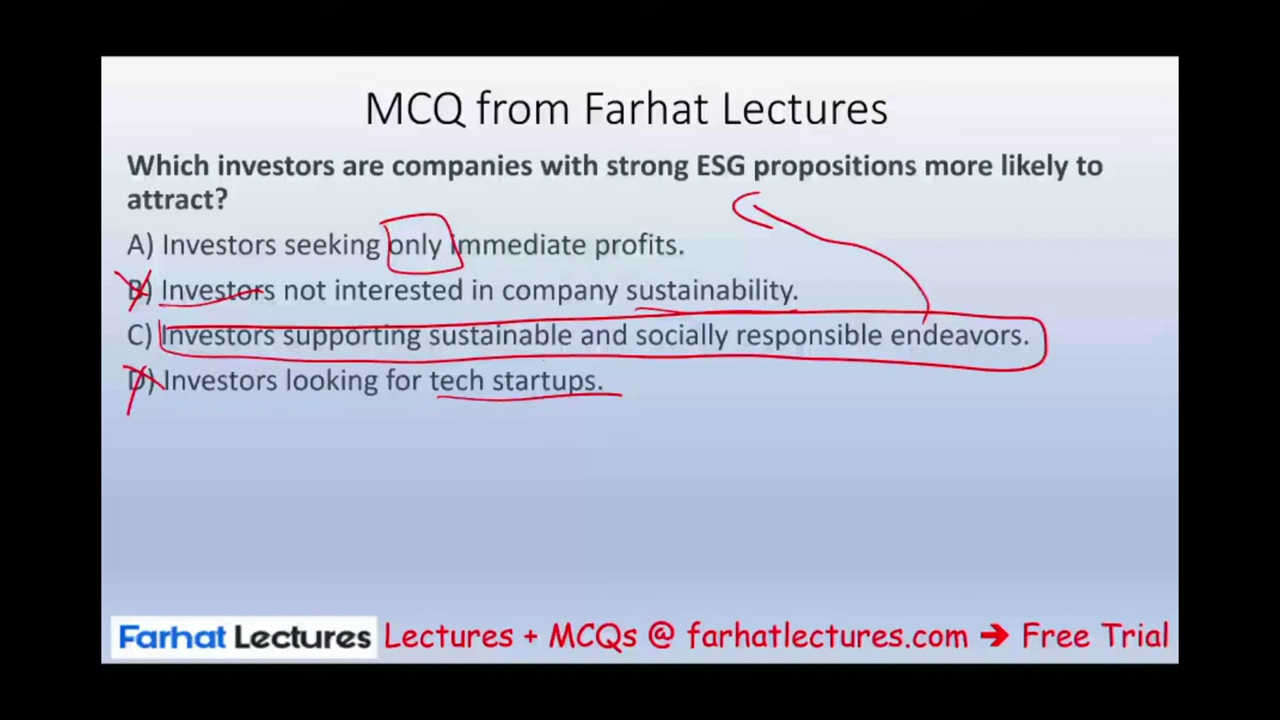 MCQ from Farhat Lectures
Which investors are companies with strong ESG propositions more likely to
attract?
A) Investors seeking only immediate profits.
B) Investors not interested in company sustainability.
C) Investors supporting sustainable and socially responsible endeavors.
D) Investors looking for tech startups.
Farhat Lectures Lectures + MCQs @ farhatlectures.com ➔ Free Trial